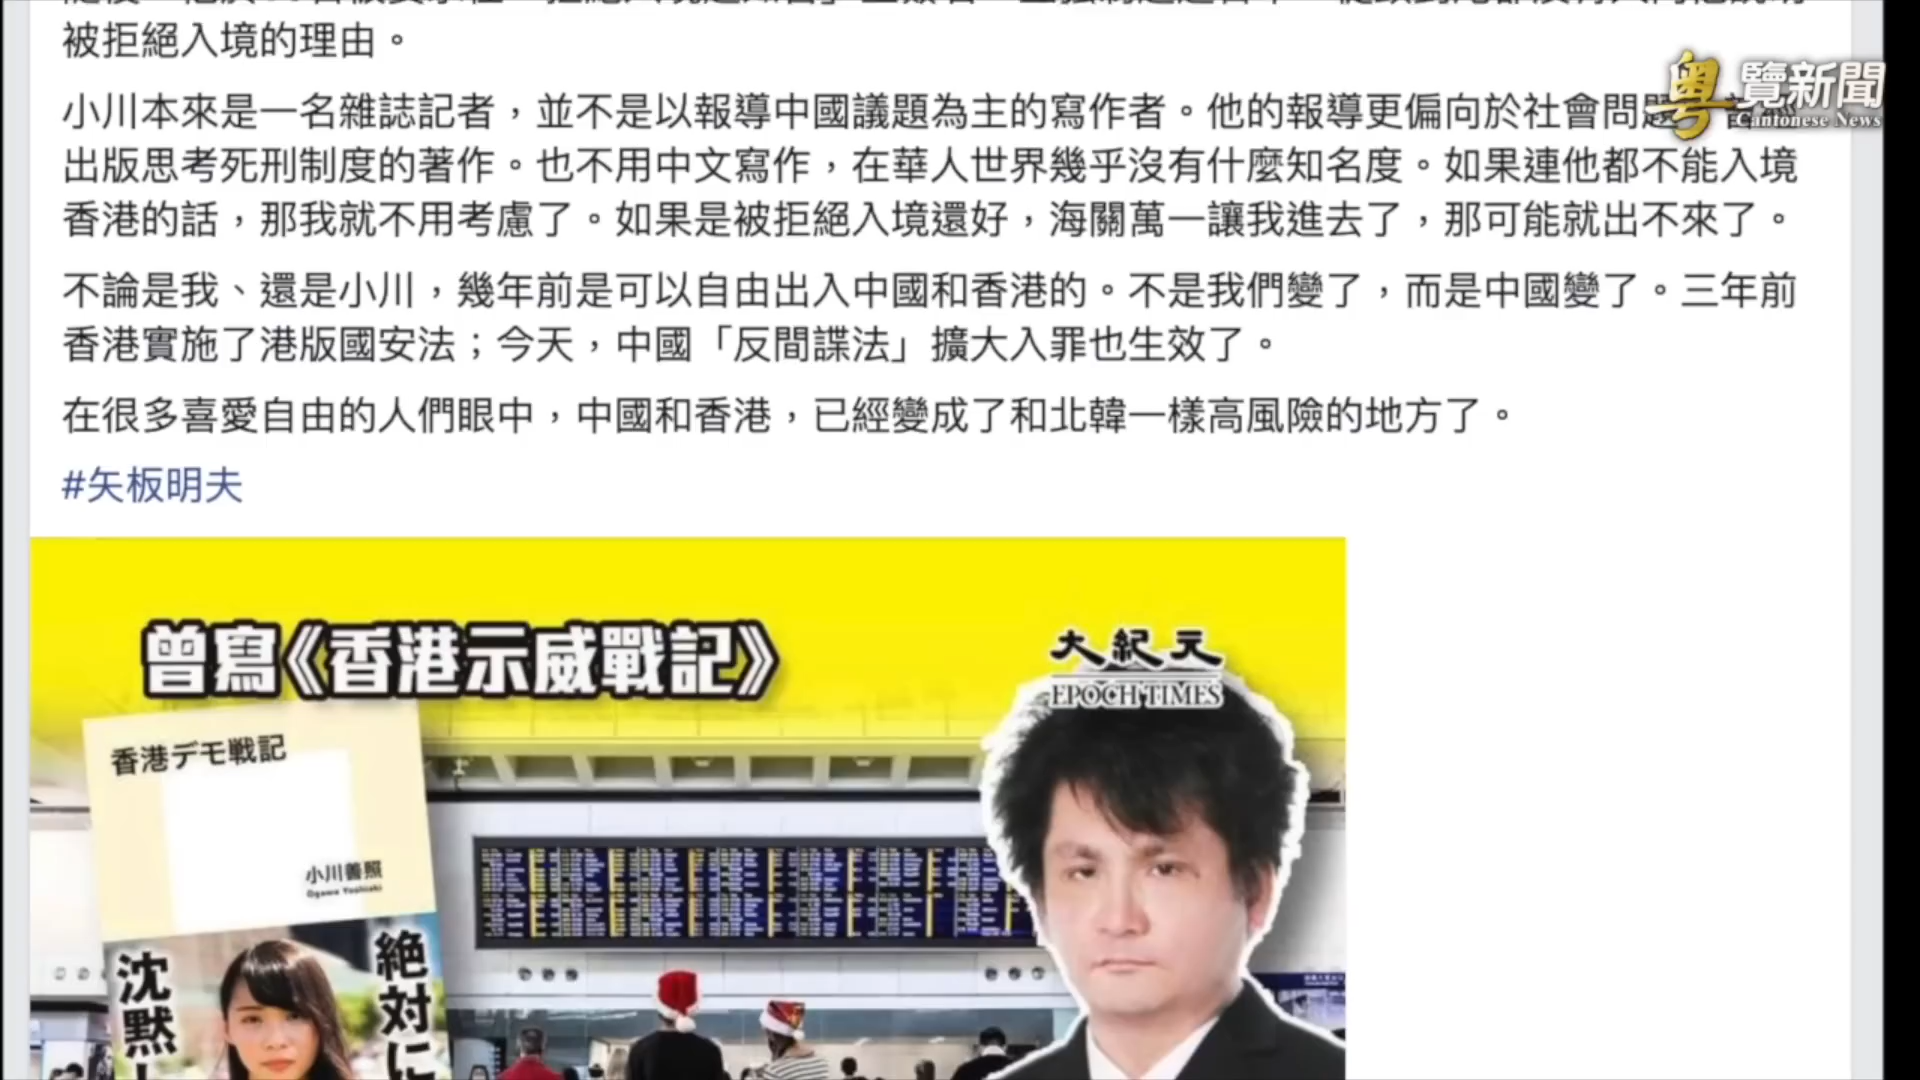 被拒絕入境的理由。
粵覽新聞
Cantonese News
小川本來是一名雜誌記者，並不是以報導中國議題為主的寫作者。他的報導更偏向於社會問題
出版思考死刑制度的著作。也不用中文寫作，在華人世界幾乎沒有什麼知名度。如果連他都不能入境
香港的話，那我就不用考慮了。如果是被拒絕入境還好，海關萬一讓我進去了，那可能就出不來了。
不論是我、還是小川，幾年前是可以自由出入中國和香港的。不是我們變了，而是中國變了。三年前
香港實施了港版國安法；今天，中國「反間諜法」擴大入罪也生效了。
在很多喜愛自由的人們眼中，中國和香港，已經變成了和北韓一樣高風險的地方了。
#矢板明夫
曾寫《香港示威戰記》
大紀元
EPOCH TIMES
香港デモ戦記
小川善照
Ogawa Yoshiaki
絶対に
沈黙し